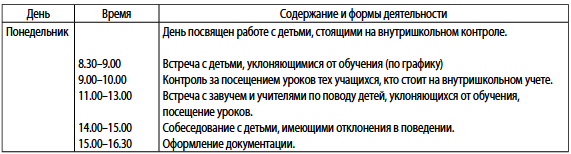 День Время Содержание и формы деятельности
Понедельник День посвящен работе с детьми, стоящими на внутришкольном контроле.
8.30–9.00 Встреча с детьми, уклоняющимися от обучения (по графику)
9.00–10.00 Контроль за посещением уроков тех учащихся, кто стоит на внутришкольном учете.
11.00–13.00 Встреча с завучем и учителями по поводу детей, уклоняющихся от обучения,
посещение уроков.
14.00–15.00 Собеседование с детьми, имеющими отклонения в поведении.
15.00–16.30 Оформление документации.